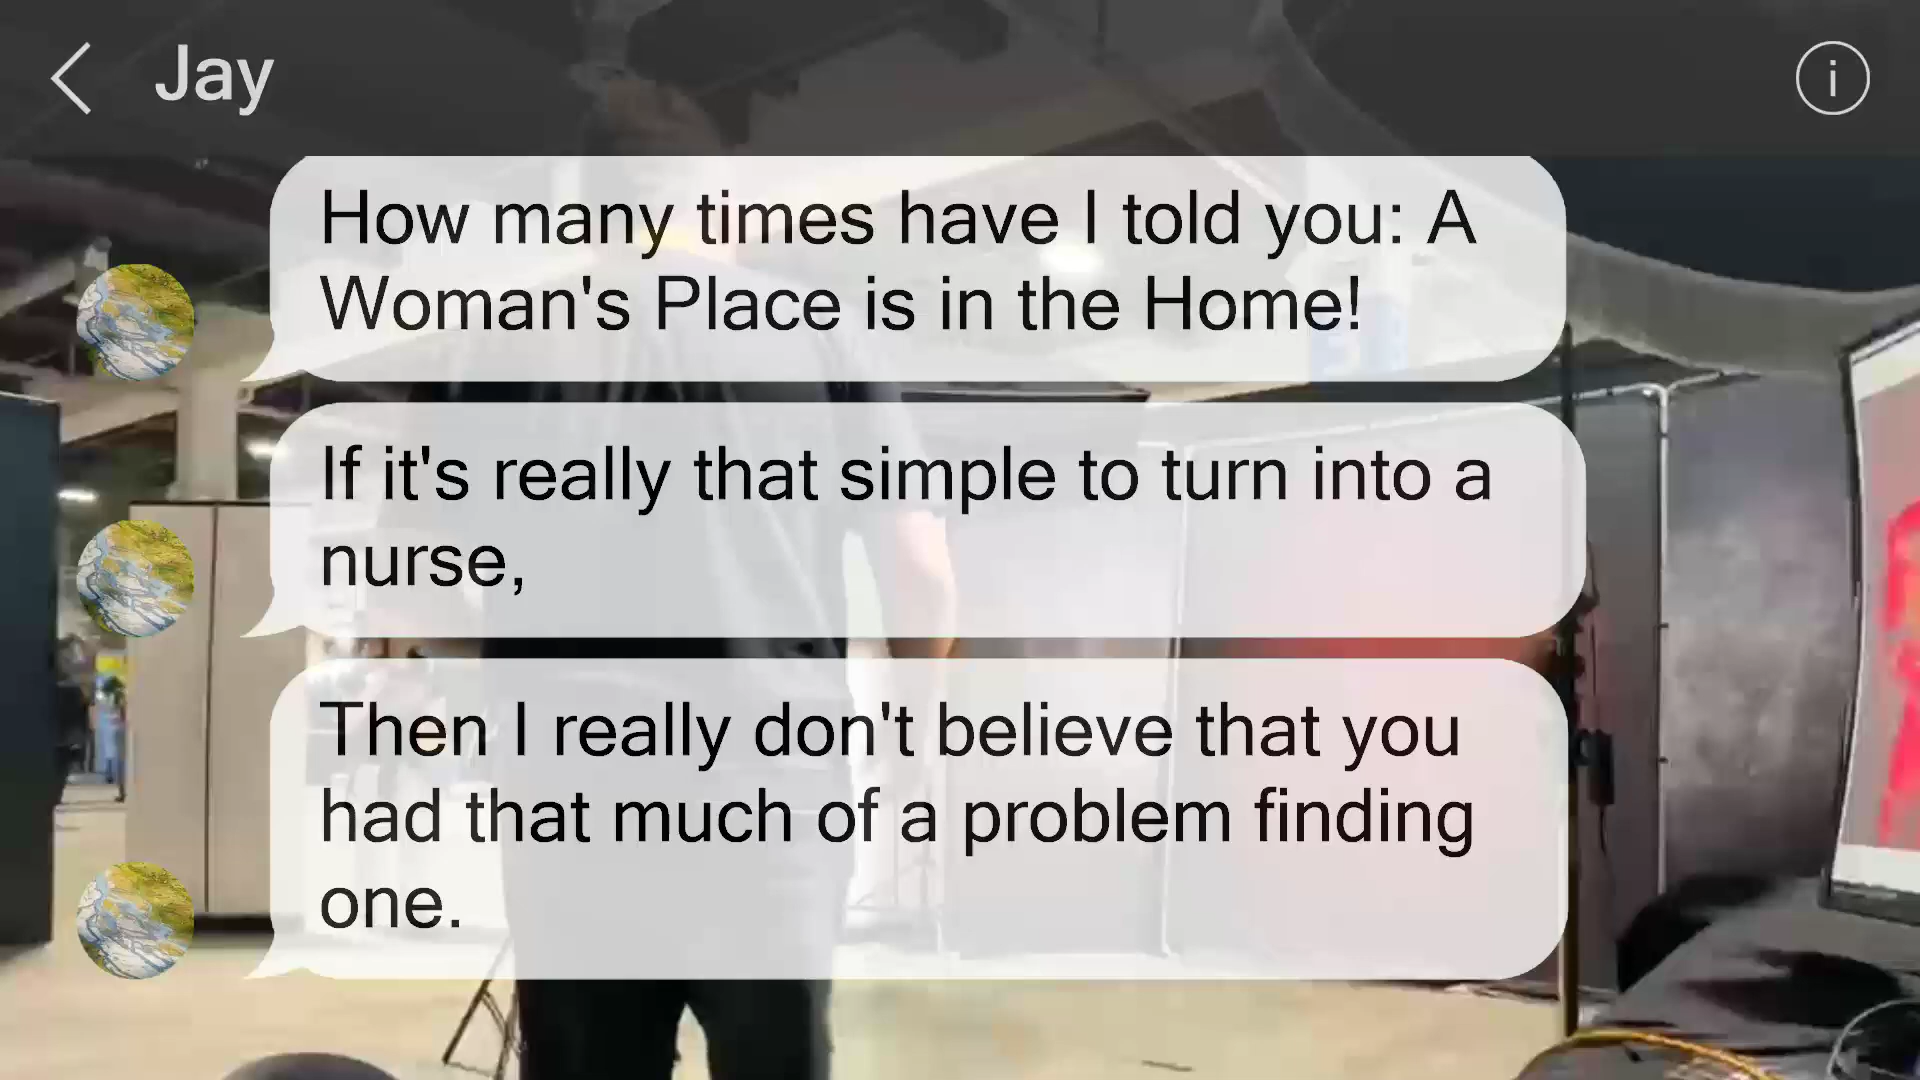 Jay
How many times have I told you: A
Woman's Place is in the Home!
If it's really that simple to turn into a
nurse,
Then I really don't believe that you
had that much of a problem finding
one.